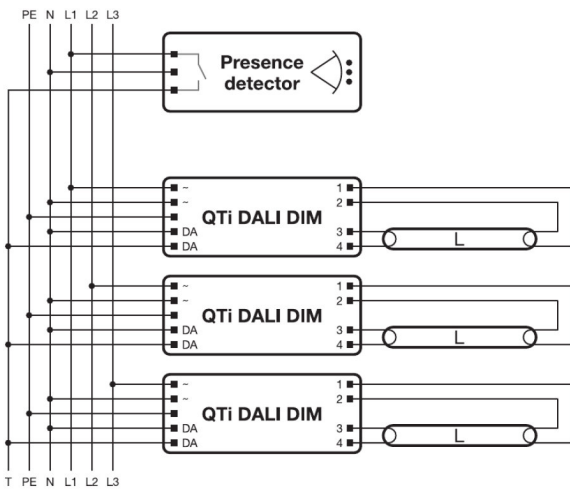 PE N L1 L2 L3
Presence
detector
~ 1
~ 2
QTi DALI DIM
DA 3 L
DA 4
~ 1
~ 2
QTi DALI DIM
DA 3 L
DA 4
~ 1
~ 2
QTi DALI DIM
DA 3 L
DA 4
T PE N L1 L2 L3